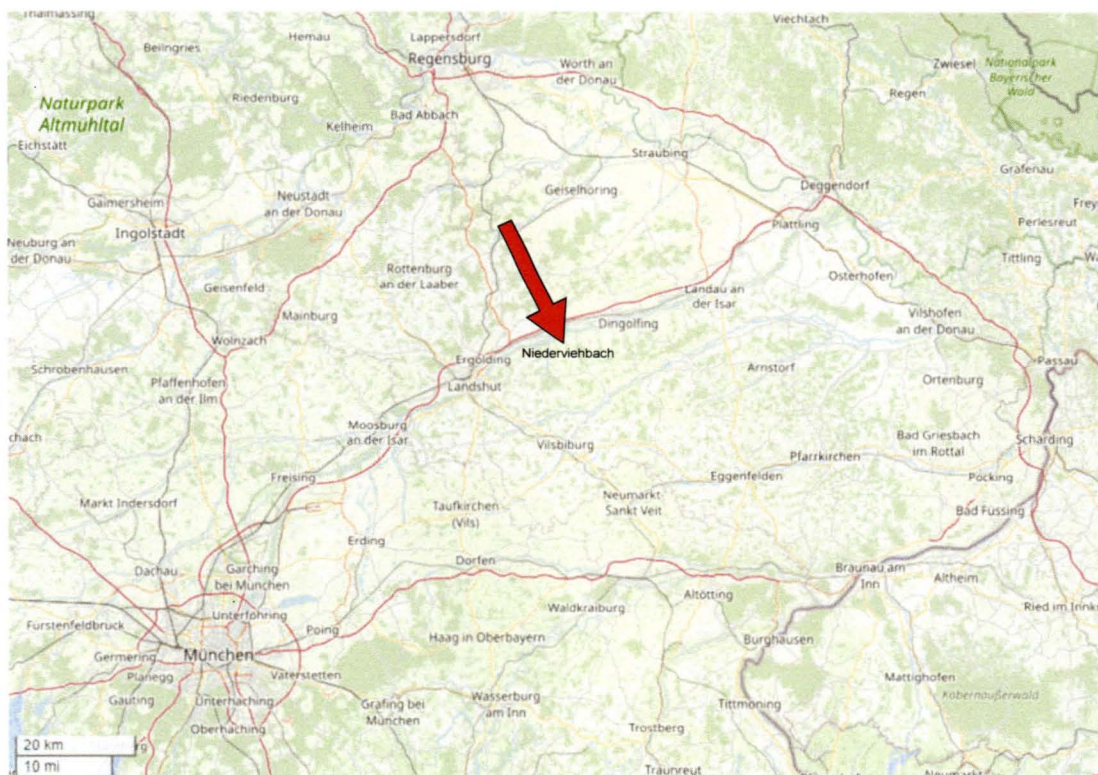 Thalmassing
Viechtach
Beilngries
Hemau
Lappersdorf
Regensburg
Wörth an
der Donau
Zwiesel
Nationalpark
Bayerischer
Wald
Naturpark
Altmühltal
Riedenburg
Bad Abbach
Regen
Kelheim
Eichstätt
Straubing
Grafenau
Geiselhöring
Deggendorf
Gaimersheim
Neustadt
an der Donau
Frey
Perlesreut
Ingolstadt
Plattling
Neuburg an
der Donau
Rottenburg
an der Laaber
Osterhofen
Tittling
Geisenfeld
Landau an
der Isar
Mainburg
Vilshofen
an der Donau
Dingolfing
Wolnzach
Niederviehbach
Ergolding
Passau
Schrobenhausen
Arnstorf
Ortenburg
Pfaffenhofen
an der Ilm
Landshut
Moosburg
an der Isar
chach
Vilsbiburg
Bad Griesbach
im Rottal
Schärding
Pfarrkirchen
Freising
Eggenfelden
Pocking
Markt Indersdorf
Taufkirchen
(Vils)
Neumarkt
Sankt Veit
Bad Füssing
Erding
Dachau
Garching
bei München
Dorfen
Braunau am
Inn
Altheim
Waldkraiburg
Altötting
Ried im Innk
Unterföhring
Fürstenfeldbruck
Poing
Haag in Oberbayern
Burghausen
München
Germering
Planegg
Vaterstetten
Mattighofen
Gauting
Unterhaching
Grafing bei
München
Wasserburg
am Inn
Tittmoning
Kobernaußerwald
Oberhaching
Trostberg
20 km
10 mi
Traunreut
Neumarkt